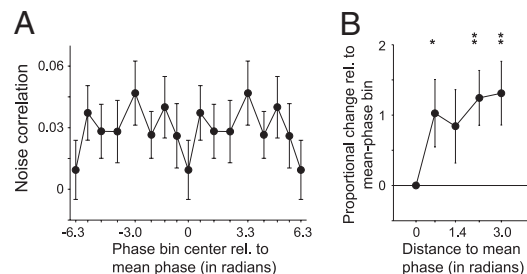 A
Noise correlation
0.06
0.03
0
-6.3
-3.0
0
3.3
6.3
Phase bin center rel. to
mean phase (in radians)
B
Proportional change rel. to
mean-phase bin
2
1
0
*
*
*
*
*
0
1.4
3.0
Distance to mean
phase (in radians)